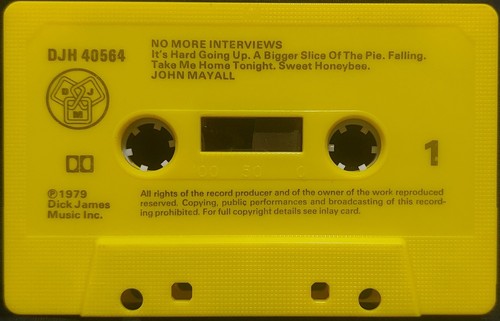 NO MORE INTERVIEWS
DJH 40564
It's Hard Going Up. A Bigger Slice Of The Pie. Falling.
Take Me Home Tonight. Sweet Honeybee.
JOHN MAYALL
D J
M
1
℗1979
Dick James
Music Inc.
All rights of the record producer and of the owner of the work reproduced
reserved. Copying, public performances and broadcasting of this record-
ing prohibited. For full copyright details see inlay card.